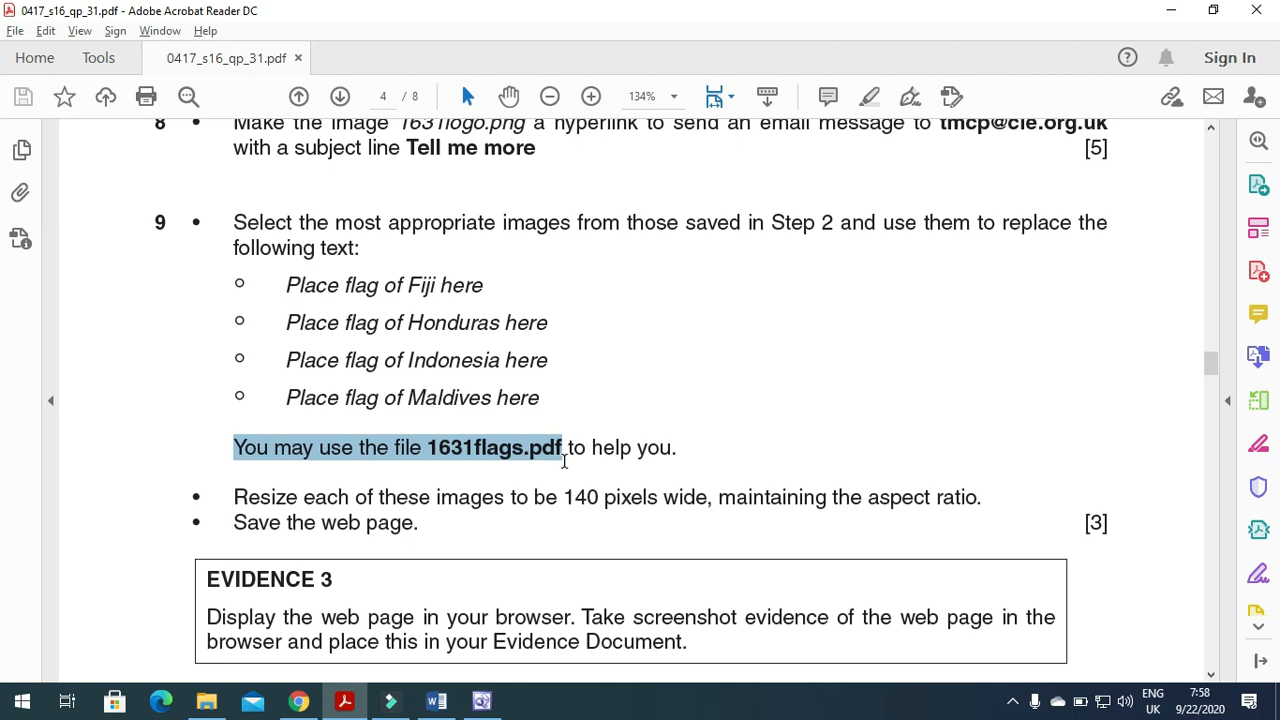 0417_s16_qp_31.pdf - Adobe Acrobat Reader DC
File Edit View Sign Window Help
Home Tools 0417_s16_qp_31.pdf × Sign In
4 / 8 134%
8 • Make the image 1631logo.png a hyperlink to send an email message to tmcp@cie.org.uk
with a subject line Tell me more [5]
9 • Select the most appropriate images from those saved in Step 2 and use them to replace the
following text:
Place flag of Fiji here
Place flag of Honduras here
Place flag of Indonesia here
Place flag of Maldives here
You may use the file 1631flags.pdf to help you.
• Resize each of these images to be 140 pixels wide, maintaining the aspect ratio.
• Save the web page. [3]
EVIDENCE 3
Display the web page in your browser. Take screenshot evidence of the web page in the
browser and place this in your Evidence Document.
ENG 7:58
UK 9/22/2020